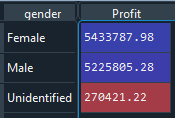 gender Profit
Female 5433787.98
Male 5225805.28
Unidentified 270421.22